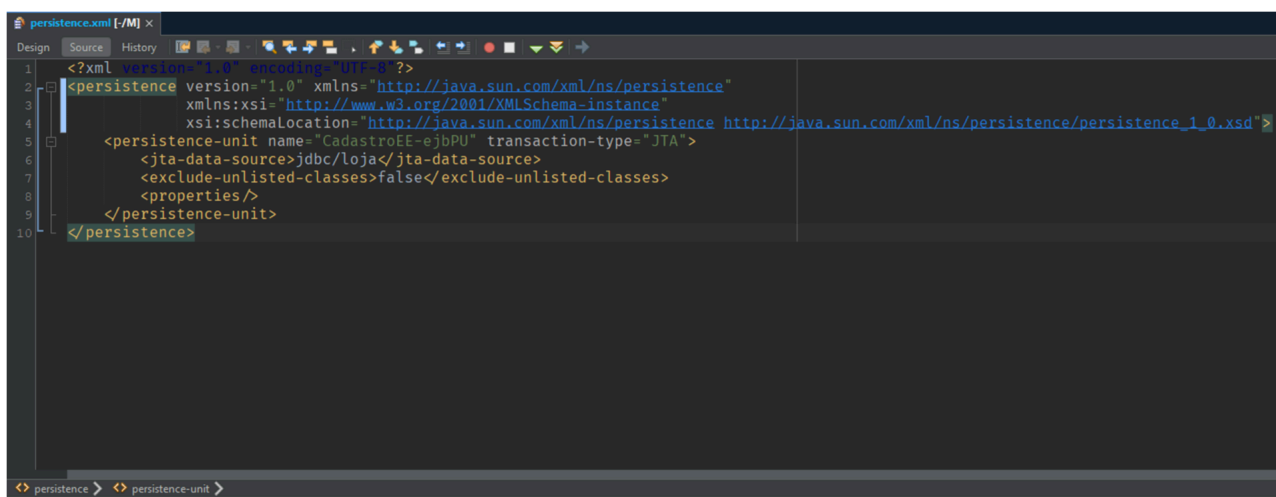 persistence.xml [-/M] ×
Design Source History
1 <?xml version="1.0" encoding="UTF-8"?>
2 <persistence version="1.0" xmlns="http://java.sun.com/xml/ns/persistence"
3 xmlns:xsi="http://www.w3.org/2001/XMLSchema-instance"
4 xsi:schemaLocation="http://java.sun.com/xml/ns/persistence http://java.sun.com/xml/ns/persistence/persistence_1_0.xsd">
5 <persistence-unit name="CadastroEE-ejbPU" transaction-type="JTA">
6 <jta-data-source>jdbc/loja</jta-data-source>
7 <exclude-unlisted-classes>false</exclude-unlisted-classes>
8 <properties/>
9 </persistence-unit>
10 </persistence>
persistence persistence-unit